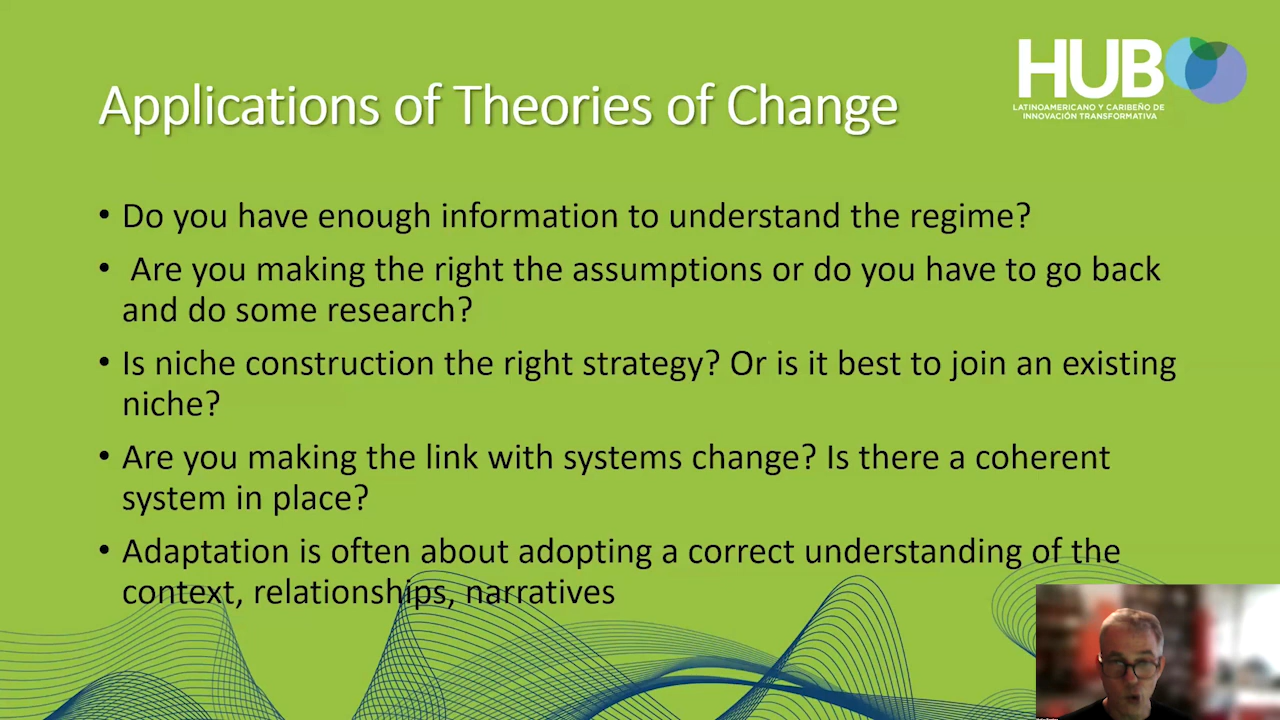 HUB
LATINOAMERICANO Y CARIBEÑO DE
INNOVACIÓN TRANSFORMATIVA
Applications of Theories of Change
• Do you have enough information to understand the regime?
• Are you making the right the assumptions or do you have to go back
and do some research?
• Is niche construction the right strategy? Or is it best to join an existing
niche?
• Are you making the link with systems change? Is there a coherent
system in place?
• Adaptation is often about adopting a correct understanding of the
context, relationships, narratives